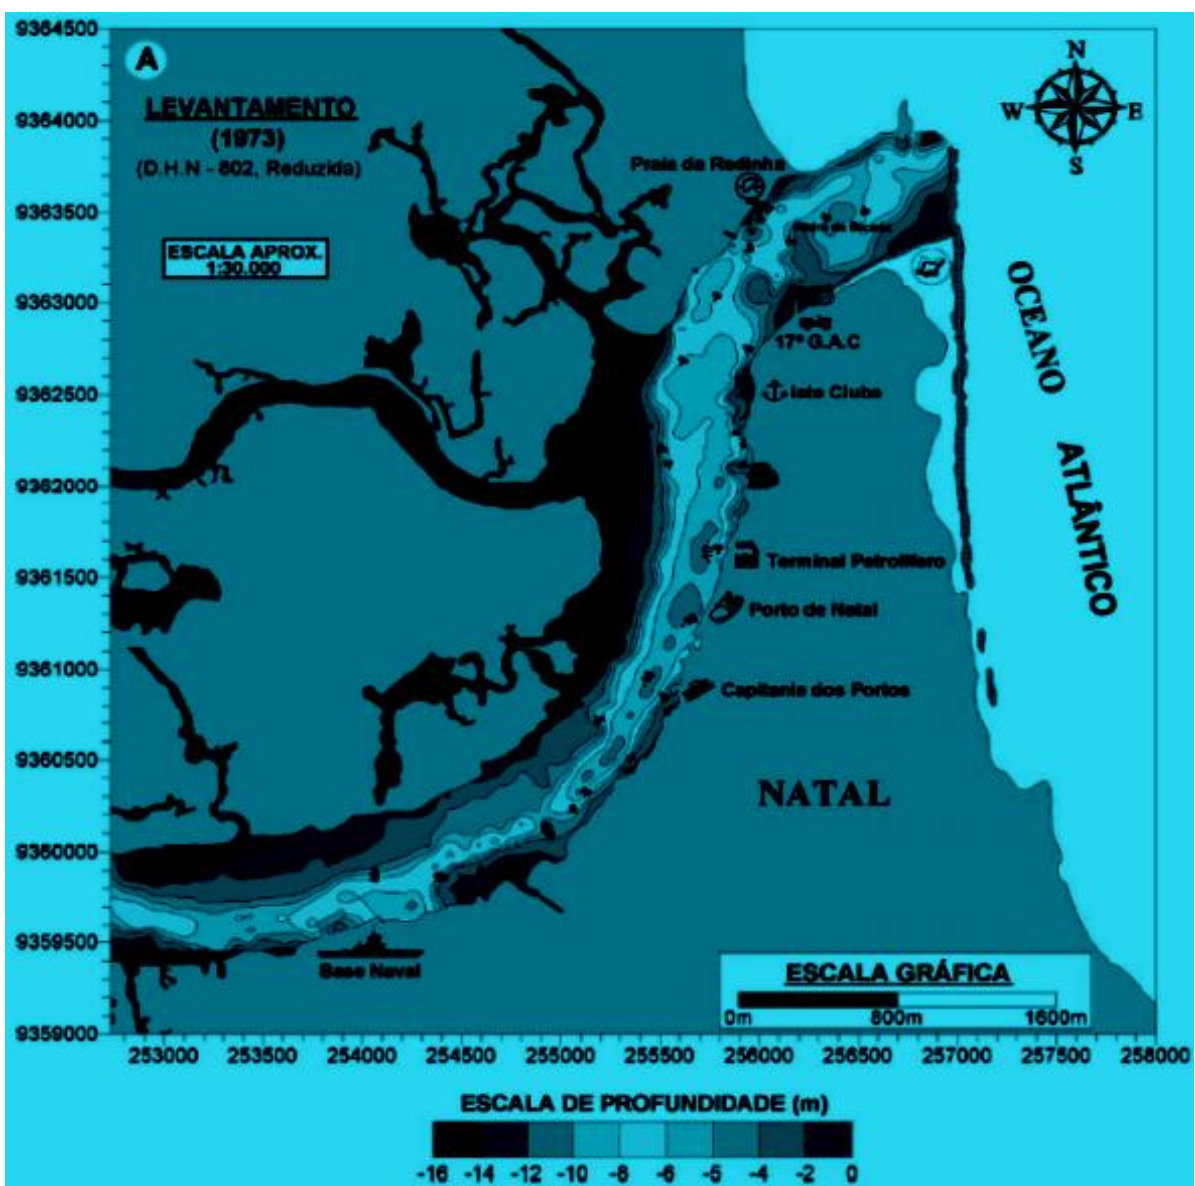 9364500
A
LEVANTAMENTO
(1973)
(D.H.N - 802, Reduzida)
ESCALA APROX.
1:30.000
N
W E
S
9364000
9363500
9363000
9362500
9362000
9361500
9361000
9360500
9360000
9359500
9359000
Praia da Redinha
17º G.A.C
Iate Clube
Terminal Petrolífero
Porto de Natal
Capitania dos Portos
NATAL
Base Naval
OCEANO
ATLÂNTICO
ESCALA GRÁFICA
0m 800m 1600m
253000 253500 254000 254500 255000 255500 256000 256500 257000 257500 258000
ESCALA DE PROFUNDIDADE (m)
-16 -14 -12 -10 -8 -6 -5 -4 -2 0